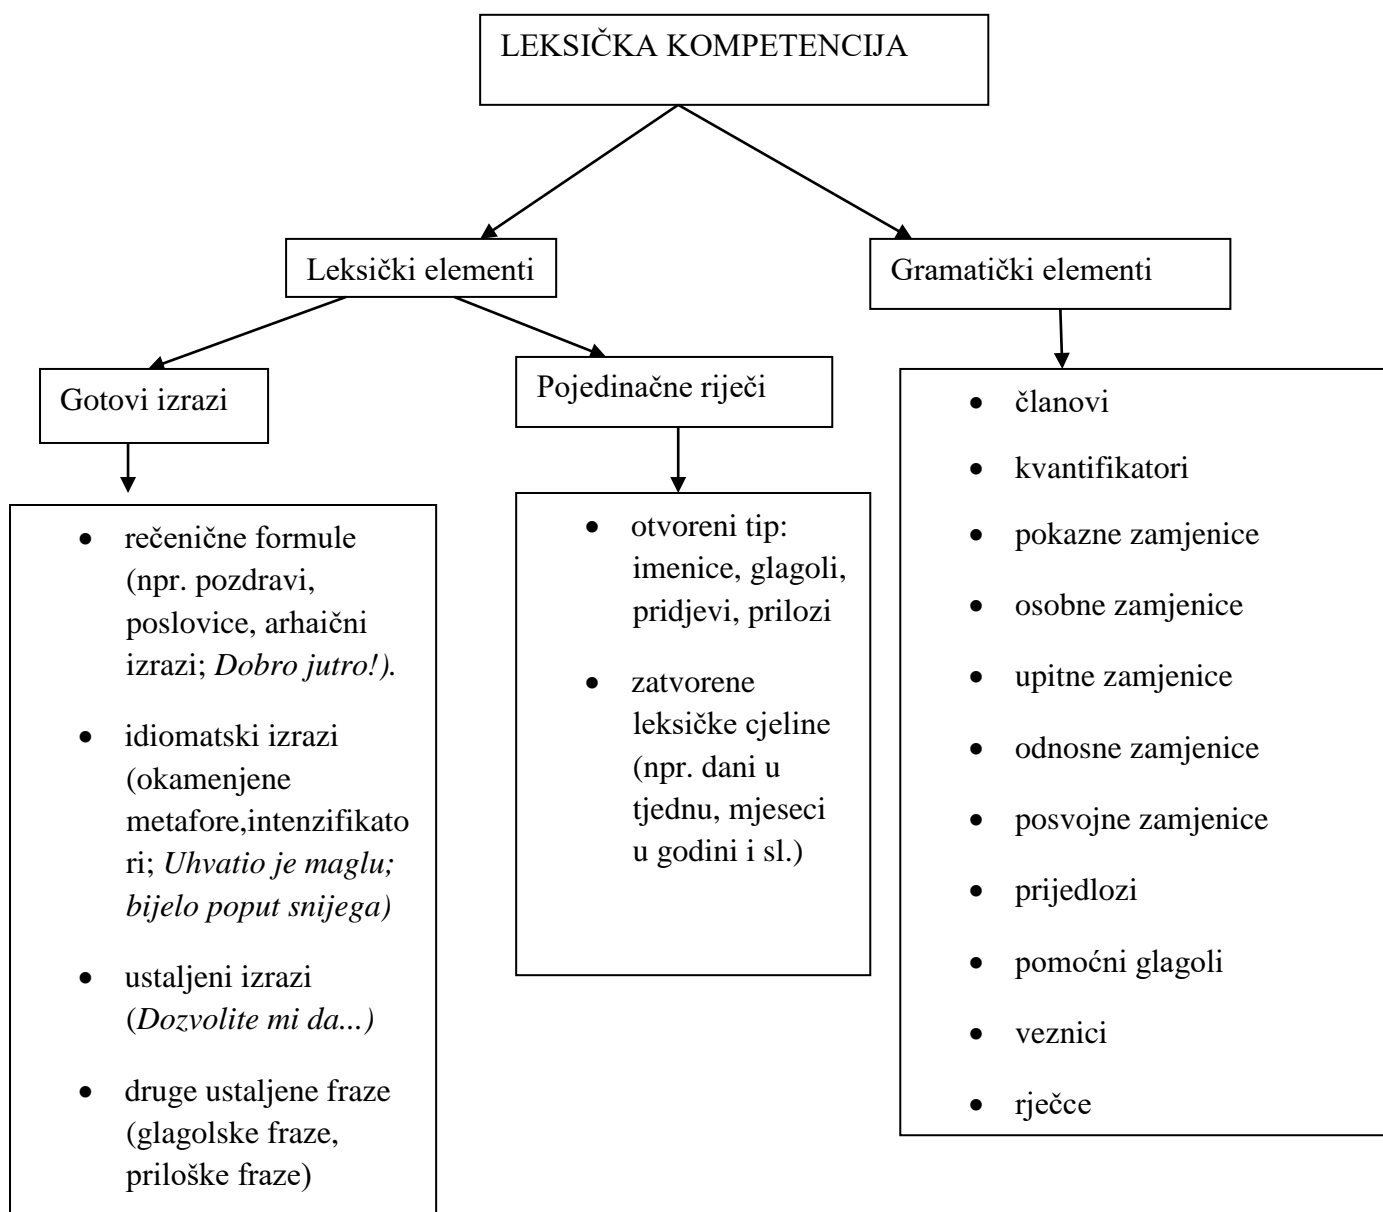 LEKSIČKA KOMPETENCIJA
Leksički elementi
Gramatički elementi
Gotovi izrazi
Pojedinačne riječi
• rečenične formule
(npr. pozdravi,
poslovice, arhaični
izrazi; Dobro jutro!).
• idiomatski izrazi
(okamenjene
metafore,intenzifikato
ri; Uhvatio je maglu;
bijelo poput snijega)
• ustaljeni izrazi
(Dozvolite mi da...)
• druge ustaljene fraze
(glagolske fraze,
priloške fraze)
• otvoreni tip:
imenice, glagoli,
pridjevi, prilozi
• zatvorene
leksičke cjeline
(npr. dani u
tjednu, mjeseci
u godini i sl.)
• članovi
• kvantifikatori
• pokazne zamjenice
• osobne zamjenice
• upitne zamjenice
• odnosne zamjenice
• posvojne zamjenice
• prijedlozi
• pomoćni glagoli
• veznici
• rječce